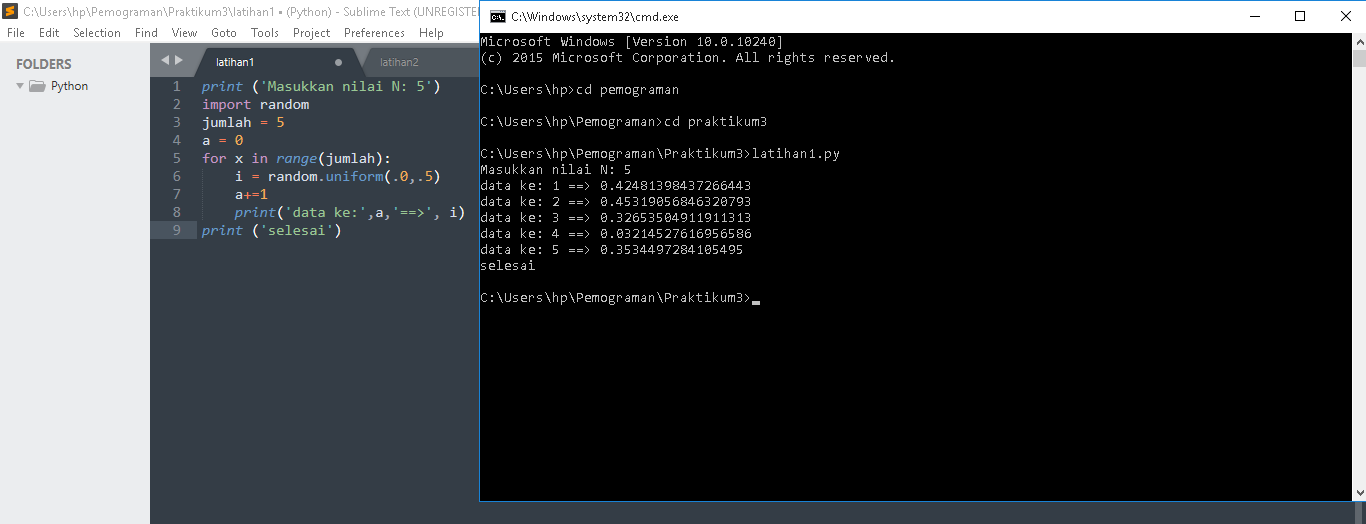 C:\Users\hp\Pemograman\Praktikum3\latihan1 • (Python) - Sublime Text (UNREGISTE
File Edit Selection Find View Goto Tools Project Preferences Help
FOLDERS
Python
latihan1
latihan2
1 print ('Masukkan nilai N: 5')
2 import random
3 jumlah = 5
4 a = 0
5 for x in range(jumlah):
6 i = random.uniform(.0,.5)
7 a+=1
8 print('data ke:',a,'==>', i)
9 print ('selesai')
C:\Windows\system32\cmd.exe
Microsoft Windows [Version 10.0.10240]
(c) 2015 Microsoft Corporation. All rights reserved.
C:\Users\hp>cd pemograman
C:\Users\hp\Pemograman>cd praktikum3
C:\Users\hp\Pemograman\Praktikum3>latihan1.py
Masukkan nilai N: 5
data ke: 1 ==> 0.42481398437266443
data ke: 2 ==> 0.45319056846320793
data ke: 3 ==> 0.32653504911911313
data ke: 4 ==> 0.03214527616956586
data ke: 5 ==> 0.3534497284105495
selesai
C:\Users\hp\Pemograman\Praktikum3>